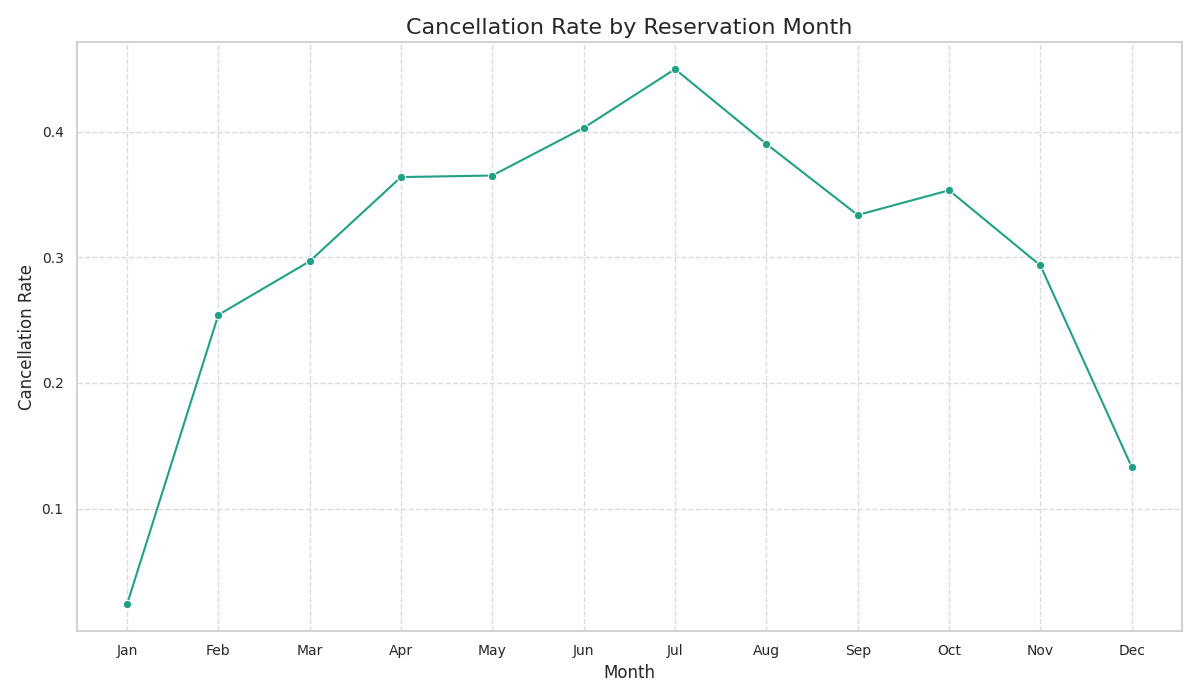 Cancellation Rate by Reservation Month
Cancellation Rate
0.4
0.3
0.2
0.1
Jan Feb Mar Apr May Jun Jul Aug Sep Oct Nov Dec
Month